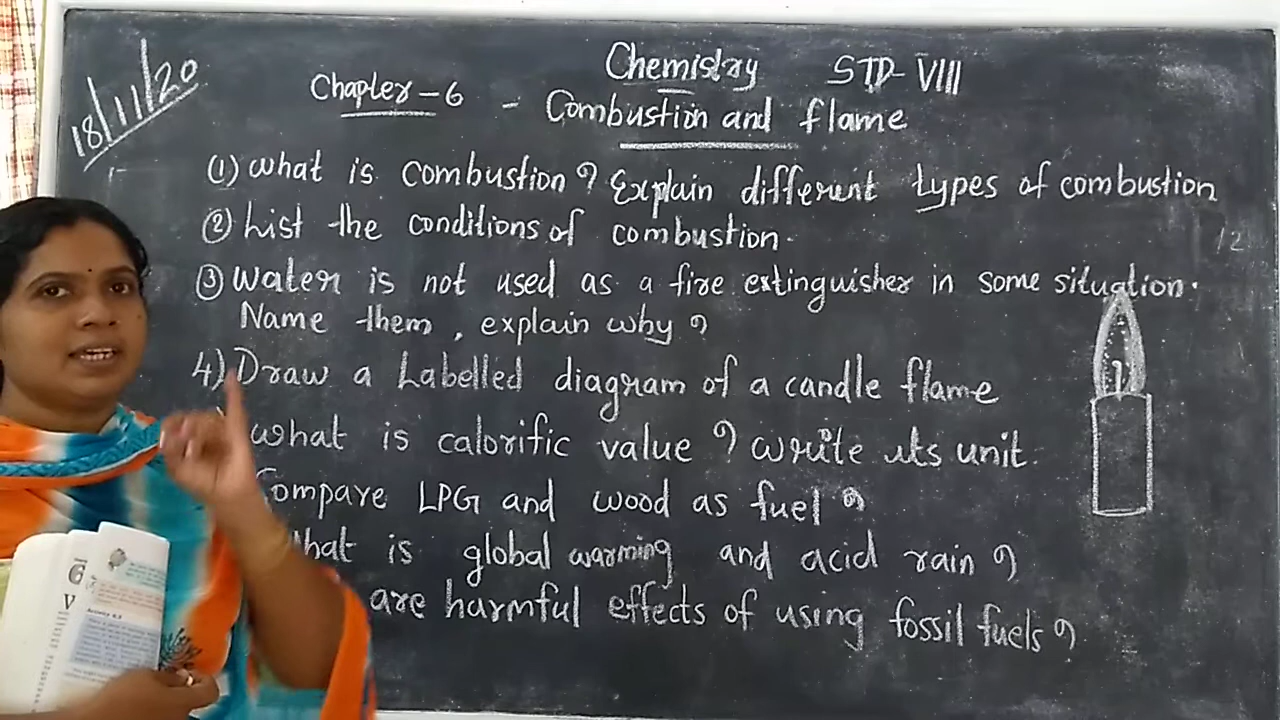 18/11/20
Chemistry STD-VIII
Chapter-6 - Combustion and flame
(1) What is combustion? Explain different types of combustion
(2) List the conditions of combustion.
(3) Water is not used as a fire extinguisher in some situation.
Name them, explain why?
4) Draw a Labelled diagram of a candle flame
what is calorific value? Write its unit.
Compare LPG and wood as fuel?
hat is global warming and acid rain?
are harmful effects of using fossil fuels?
12